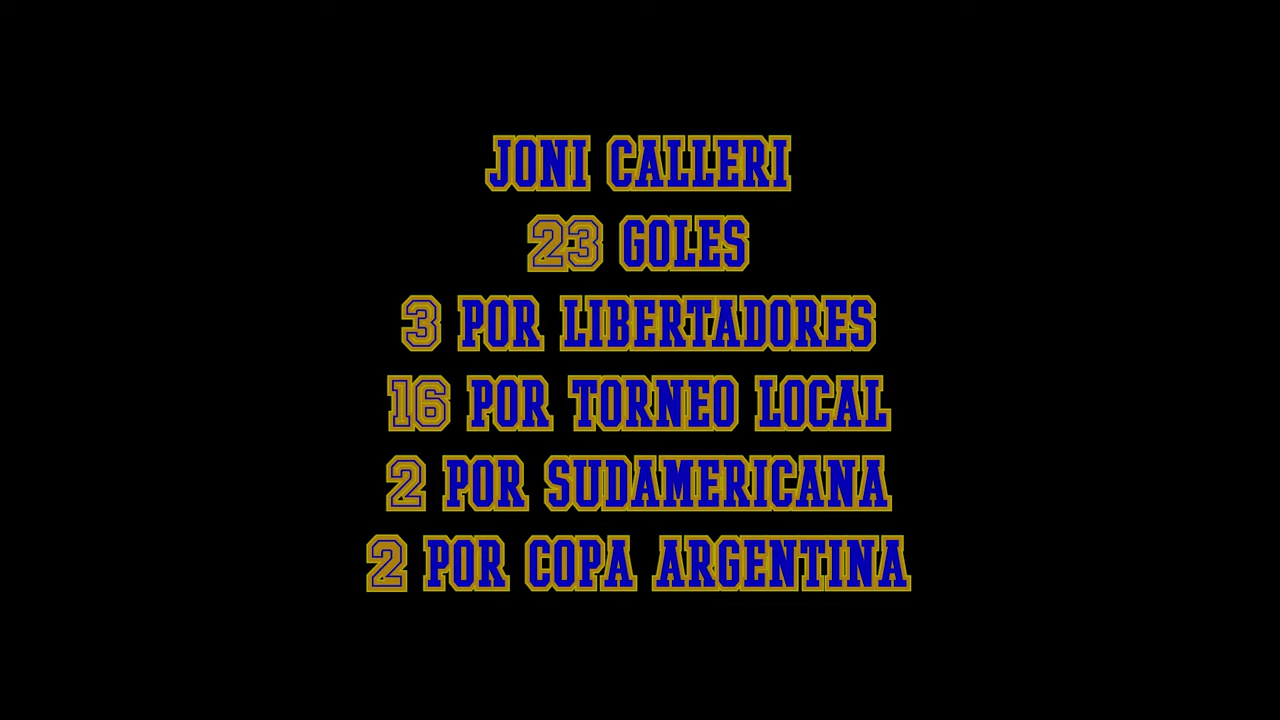 JONI CALLERI
23 GOLES
3 POR LIBERTADORES
16 POR TORNEO LOCAL
2 POR SUDAMERICANA
2 POR COPA ARGENTINA